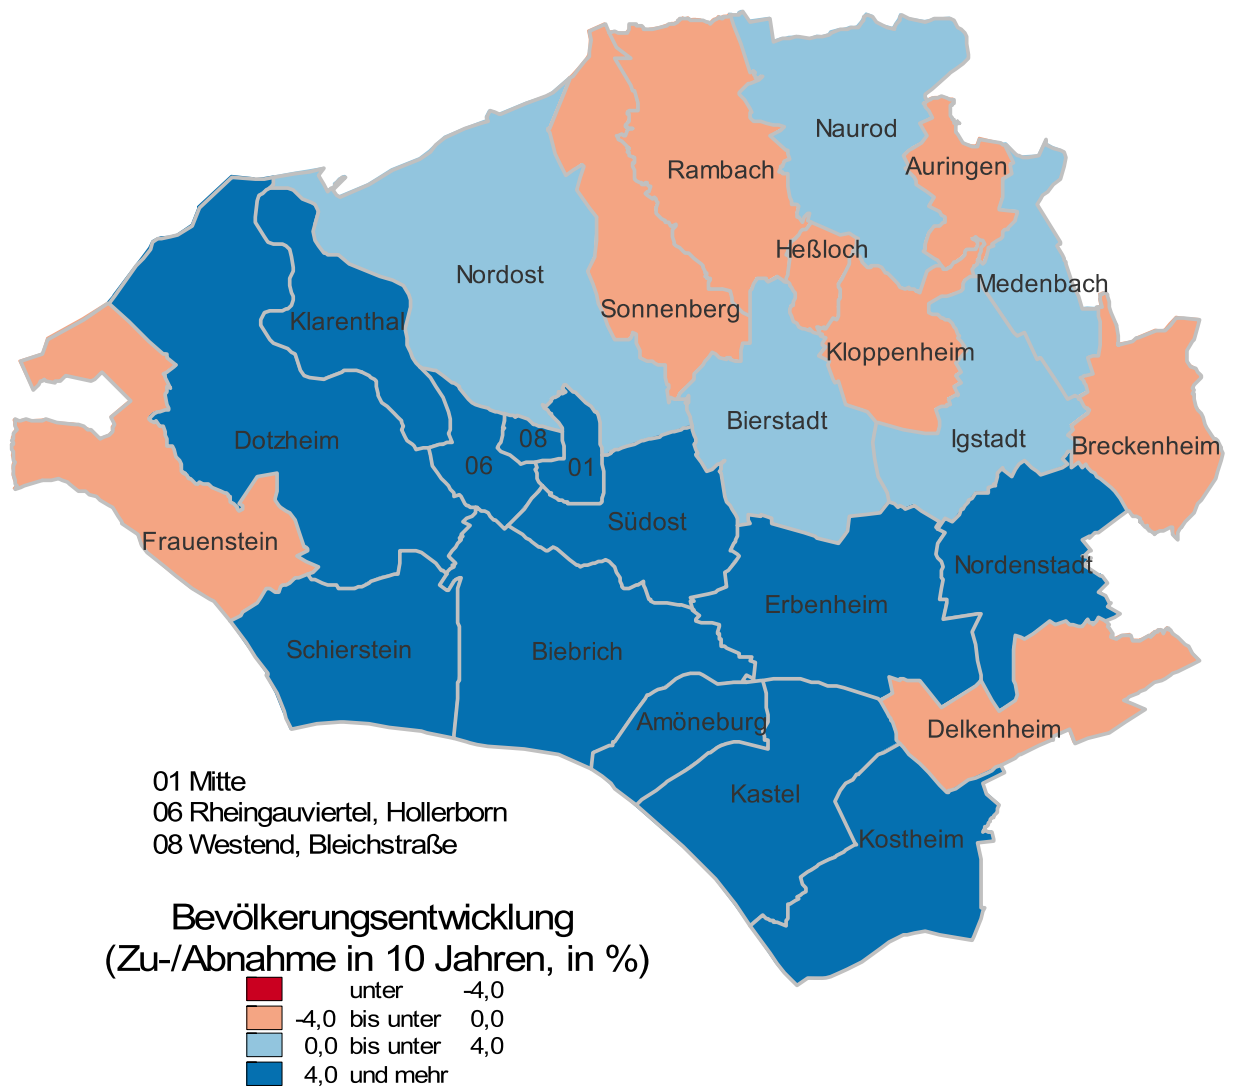 Naurod
Auringen
Rambach
Heßloch
Nordost
Medenbach
Sonnenberg
Klarenthal
Kloppenheim
Bierstadt
Dotzheim
08
Igstadt
Breckenheim
06
01
Südost
Frauenstein
Nordenstadt
Erbenheim
Schierstein
Biebrich
Amöneburg
Delkenheim
Kastel
Kostheim
01 Mitte
06 Rheingauviertel, Hollerborn
08 Westend, Bleichstraße
Bevölkerungsentwicklung
(Zu-/Abnahme in 10 Jahren, in %)
unter -4,0
-4,0 bis unter 0,0
0,0 bis unter 4,0
4,0 und mehr